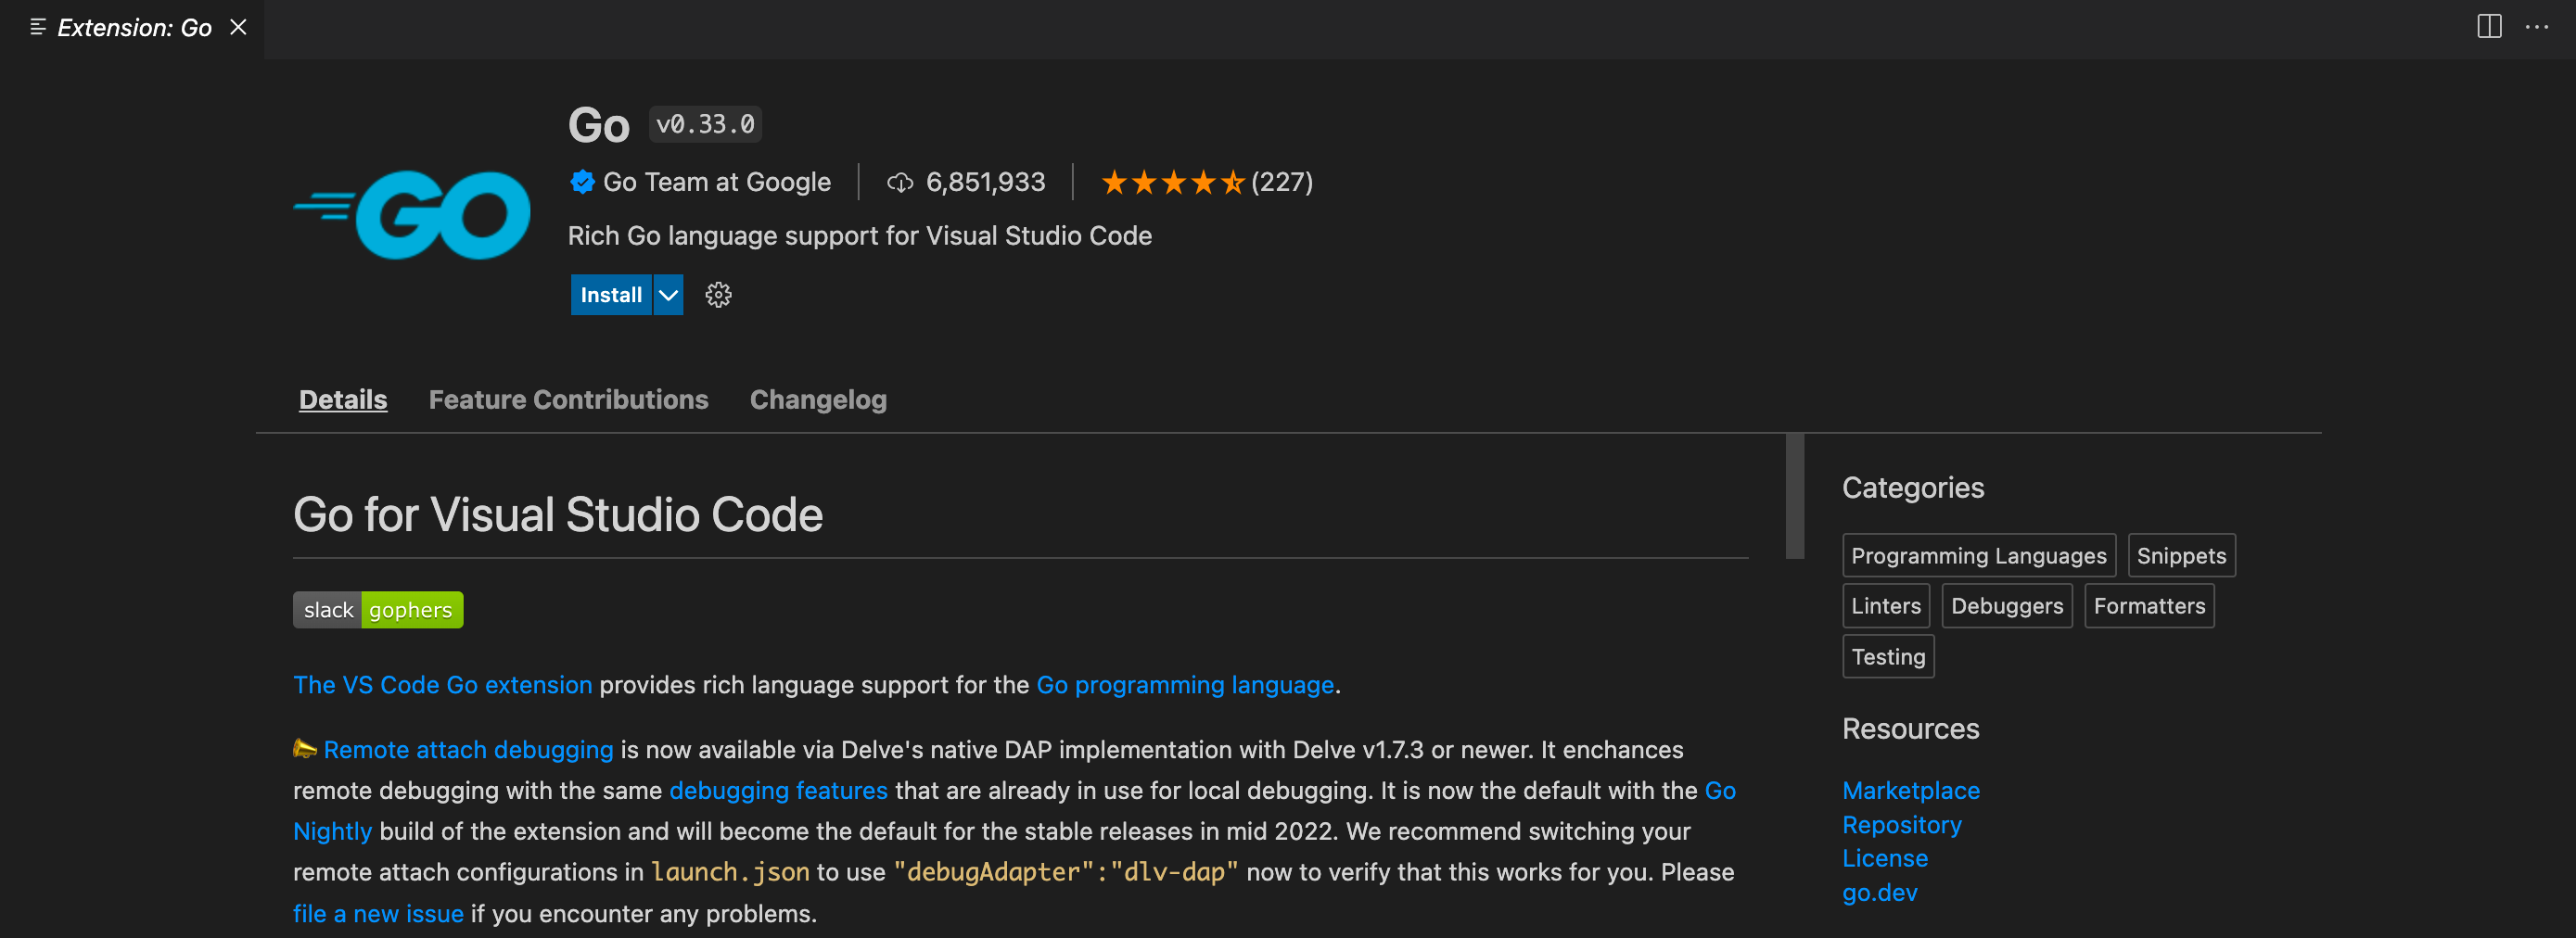 Extension: Go
Go v0.33.0
GO
Go Team at Google 6,851,933 (227)
Rich Go language support for Visual Studio Code
Install
Details Feature Contributions Changelog
Go for Visual Studio Code
slack gophers
The VS Code Go extension provides rich language support for the Go programming language.
Remote attach debugging is now available via Delve's native DAP implementation with Delve v1.7.3 or newer. It enchances
remote debugging with the same debugging features that are already in use for local debugging. It is now the default with the Go
Nightly build of the extension and will become the default for the stable releases in mid 2022. We recommend switching your
remote attach configurations in launch.json to use "debugAdapter":"dlv-dap" now to verify that this works for you. Please
file a new issue if you encounter any problems.
Categories
Programming Languages Snippets
Linters Debuggers Formatters
Testing
Resources
Marketplace
Repository
License
go.dev